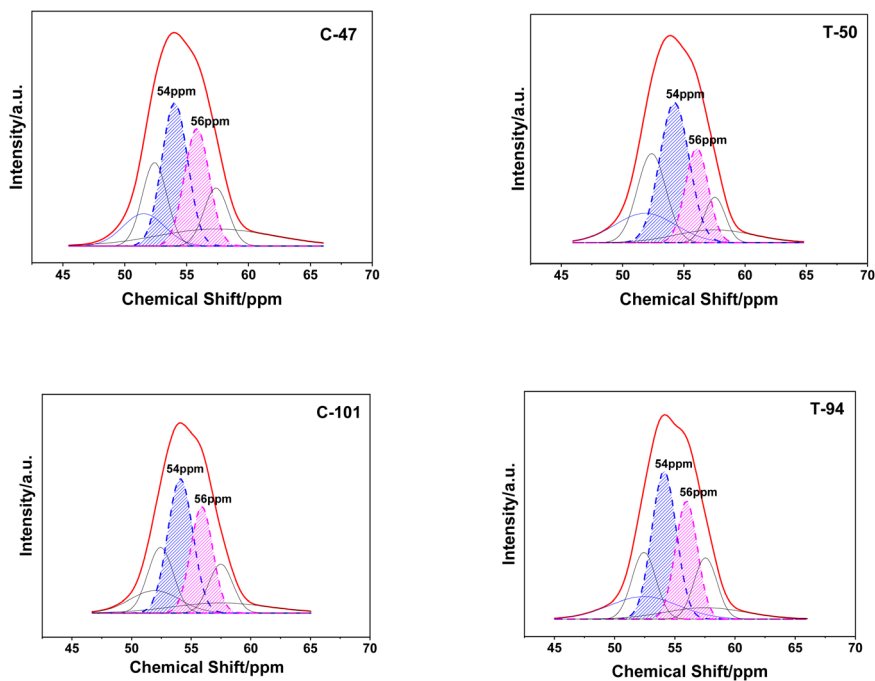 C-47
54ppm
56ppm
Intensity/a.u.
45 50 55 60 65 70
Chemical Shift/ppm
T-50
54ppm
56ppm
Intensity/a.u.
45 50 55 60 65 70
Chemical Shift/ppm
C-101
54ppm
56ppm
Intensity/a.u.
45 50 55 60 65 70
Chemical Shift/ppm
T-94
54ppm
56ppm
Intensity/a.u.
45 50 55 60 65 70
Chemical Shift/ppm